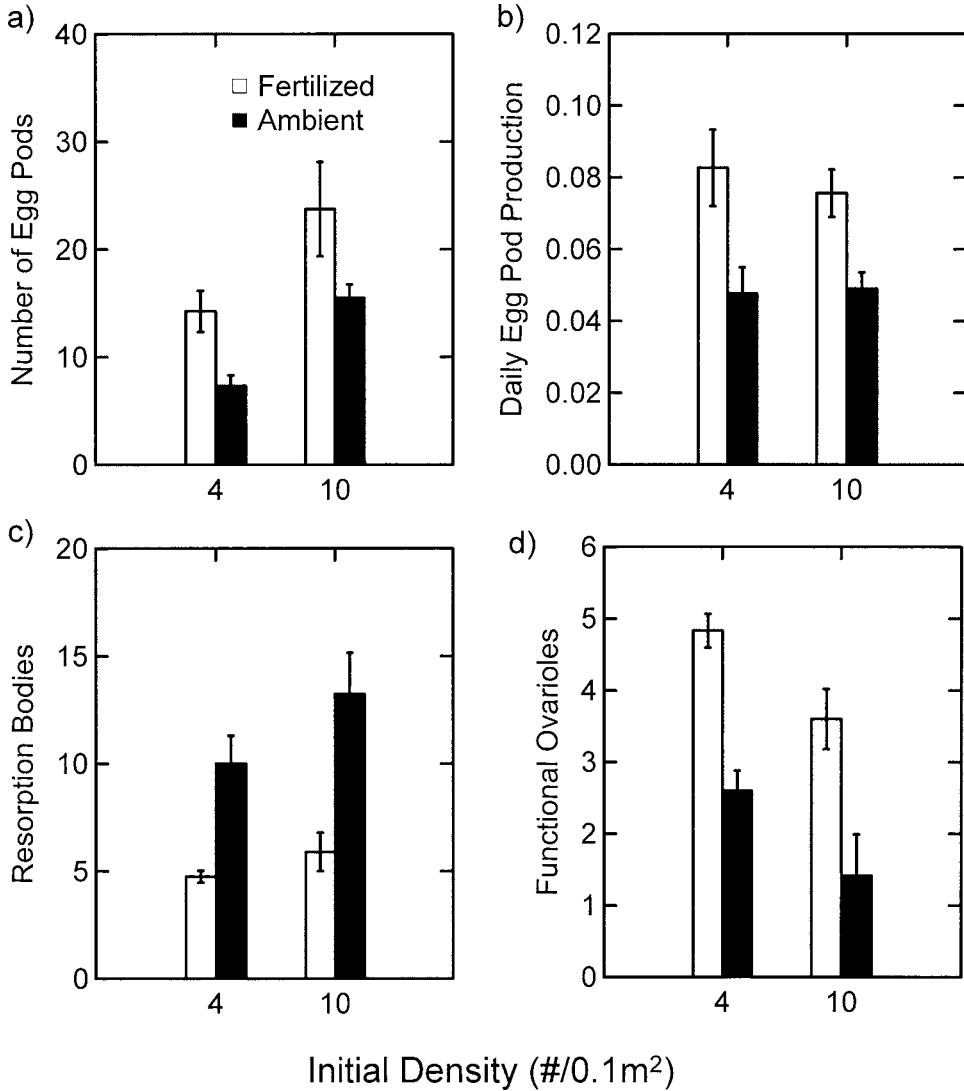 a)
Number of Egg Pods
40
30
20
10
0
Fertilized
Ambient
4 10
b)
Daily Egg Pod Production
0.12
0.10
0.08
0.06
0.04
0.02
0.00
4 10
c)
Resorption Bodies
20
15
10
5
0
4 10
d)
Functional Ovarioles
6
5
4
3
2
1
0
4 10
Initial Density (#/0.1m²)